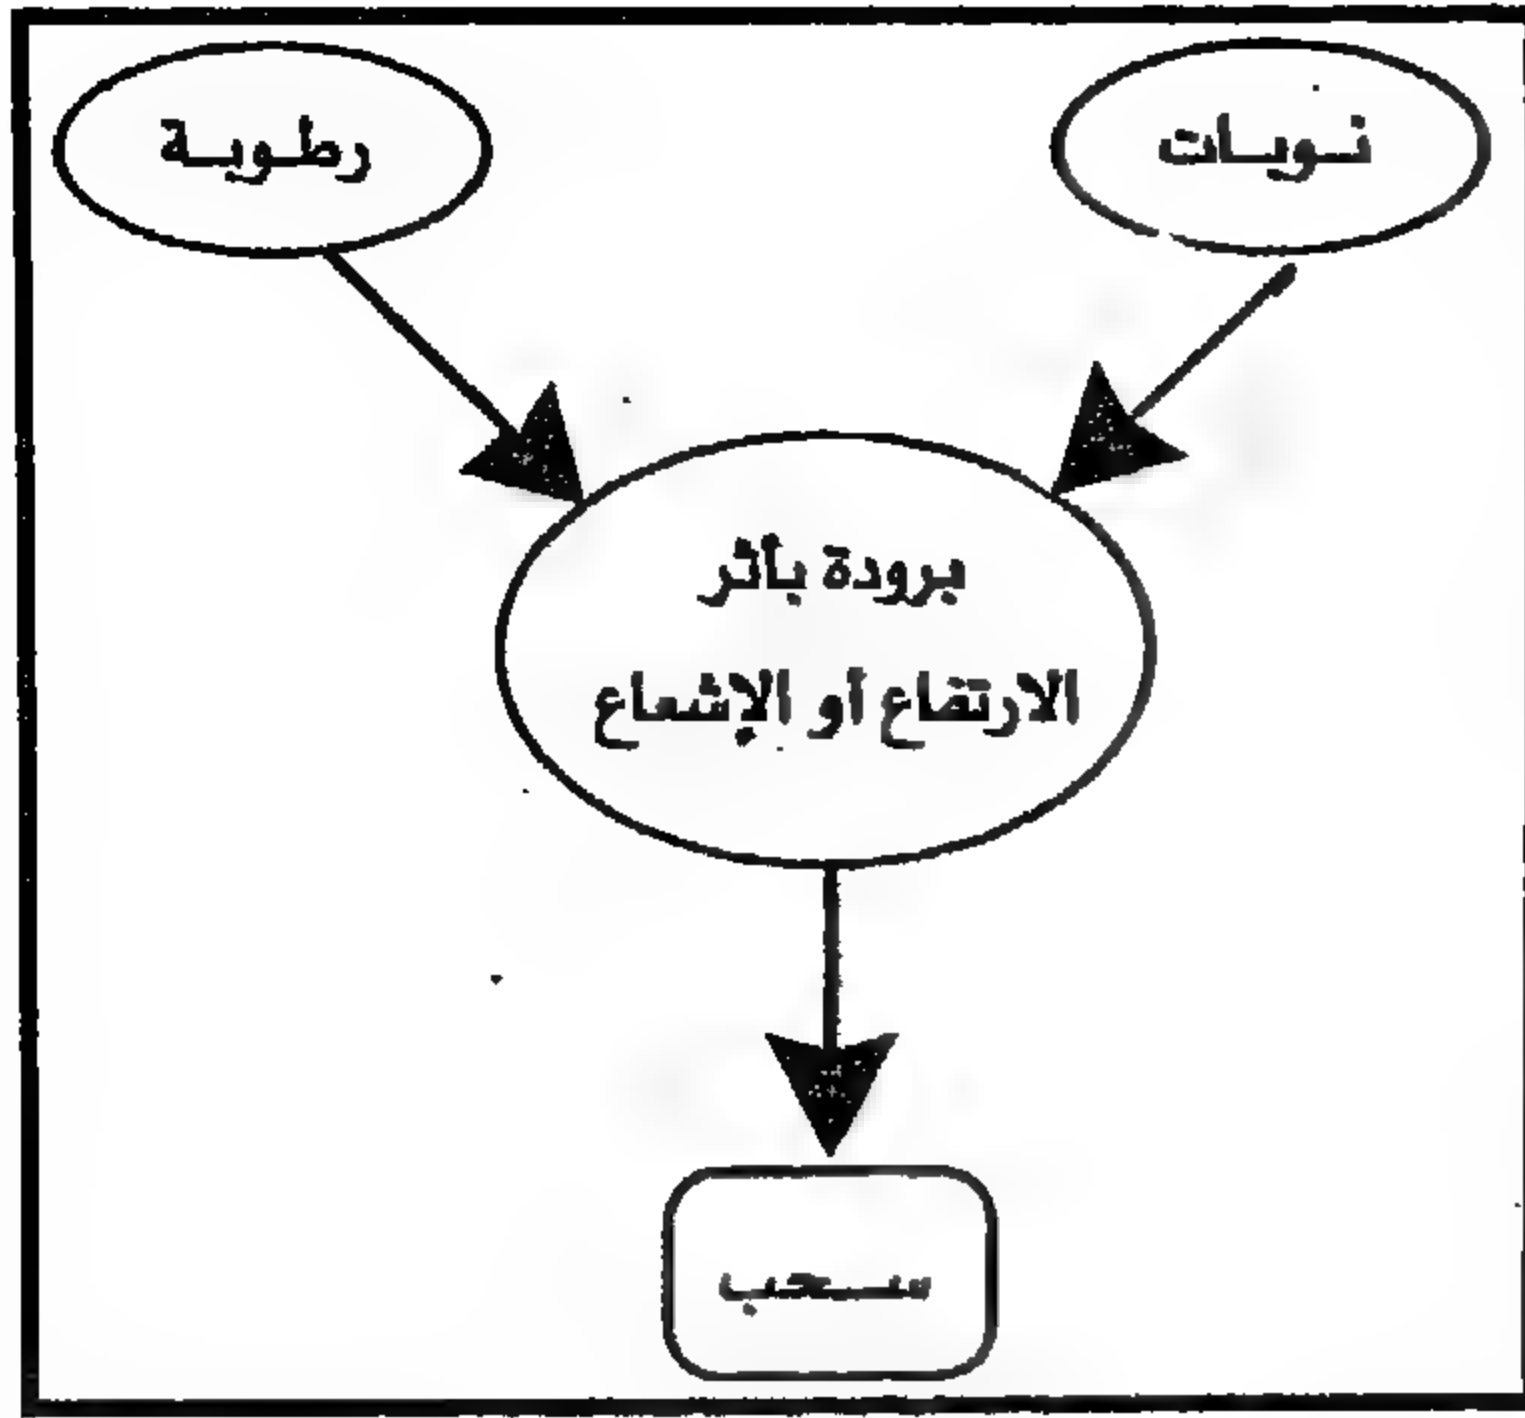 نويات
رطوبة
برودة بأثر
الارتفاع أو الإشعاع
سحب